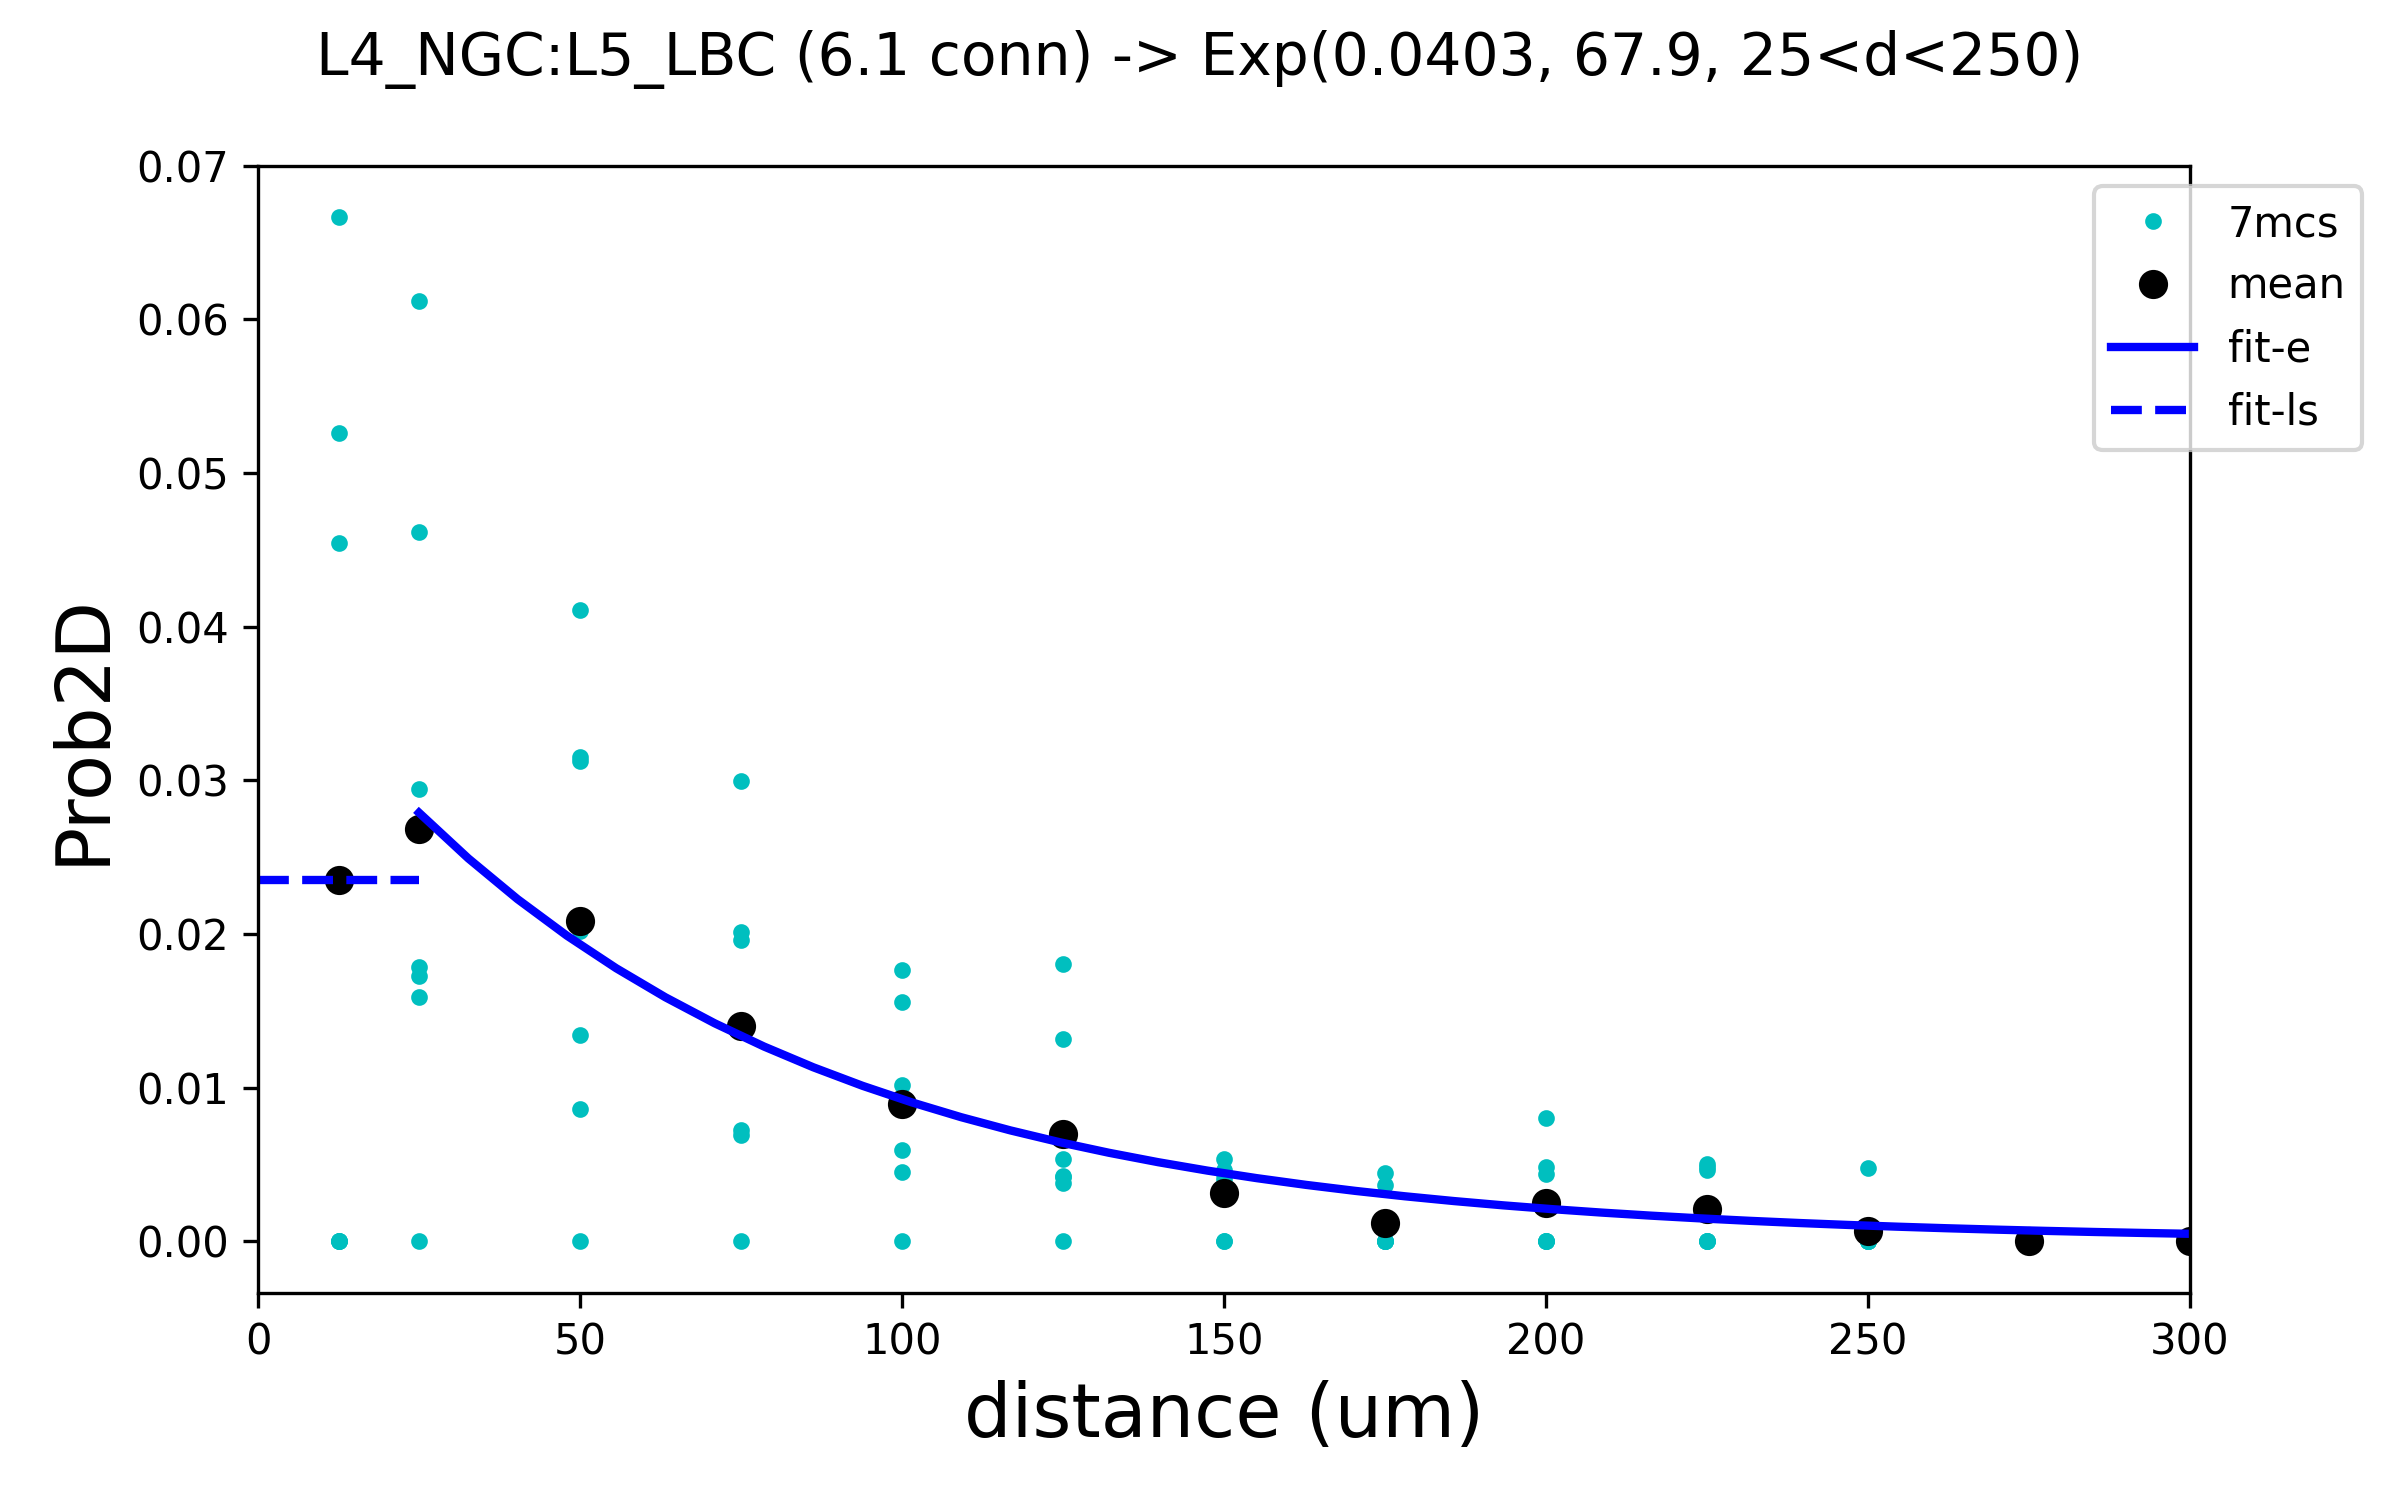 L4_NGC:L5_LBC (6.1 conn) -> Exp(0.0403, 67.9, 25<d<250)
0.07
0.06
0.05
0.04
0.03
0.02
0.01
0.00
Prob2D
7mcs
mean
fit-e
fit-ls
0 50 100 150 200 250 300
distance (um)